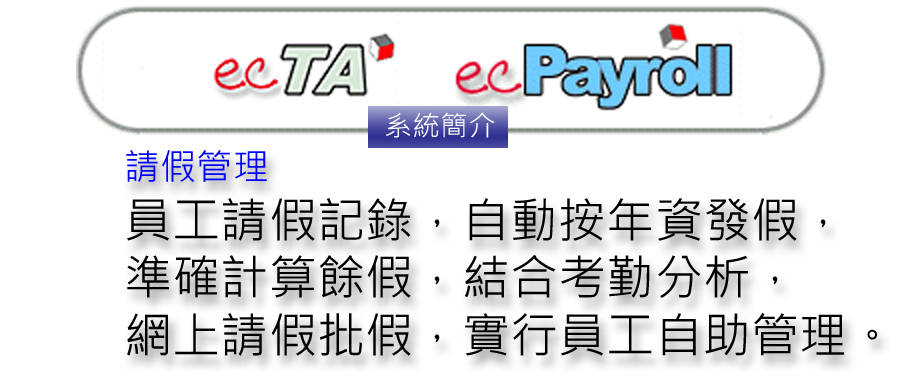 ecTA ecPayroll
系統簡介
請假管理
員工請假記錄，自動按年資發假，
準確計算餘假，結合考勤分析，
網上請假批假，實行員工自助管理。